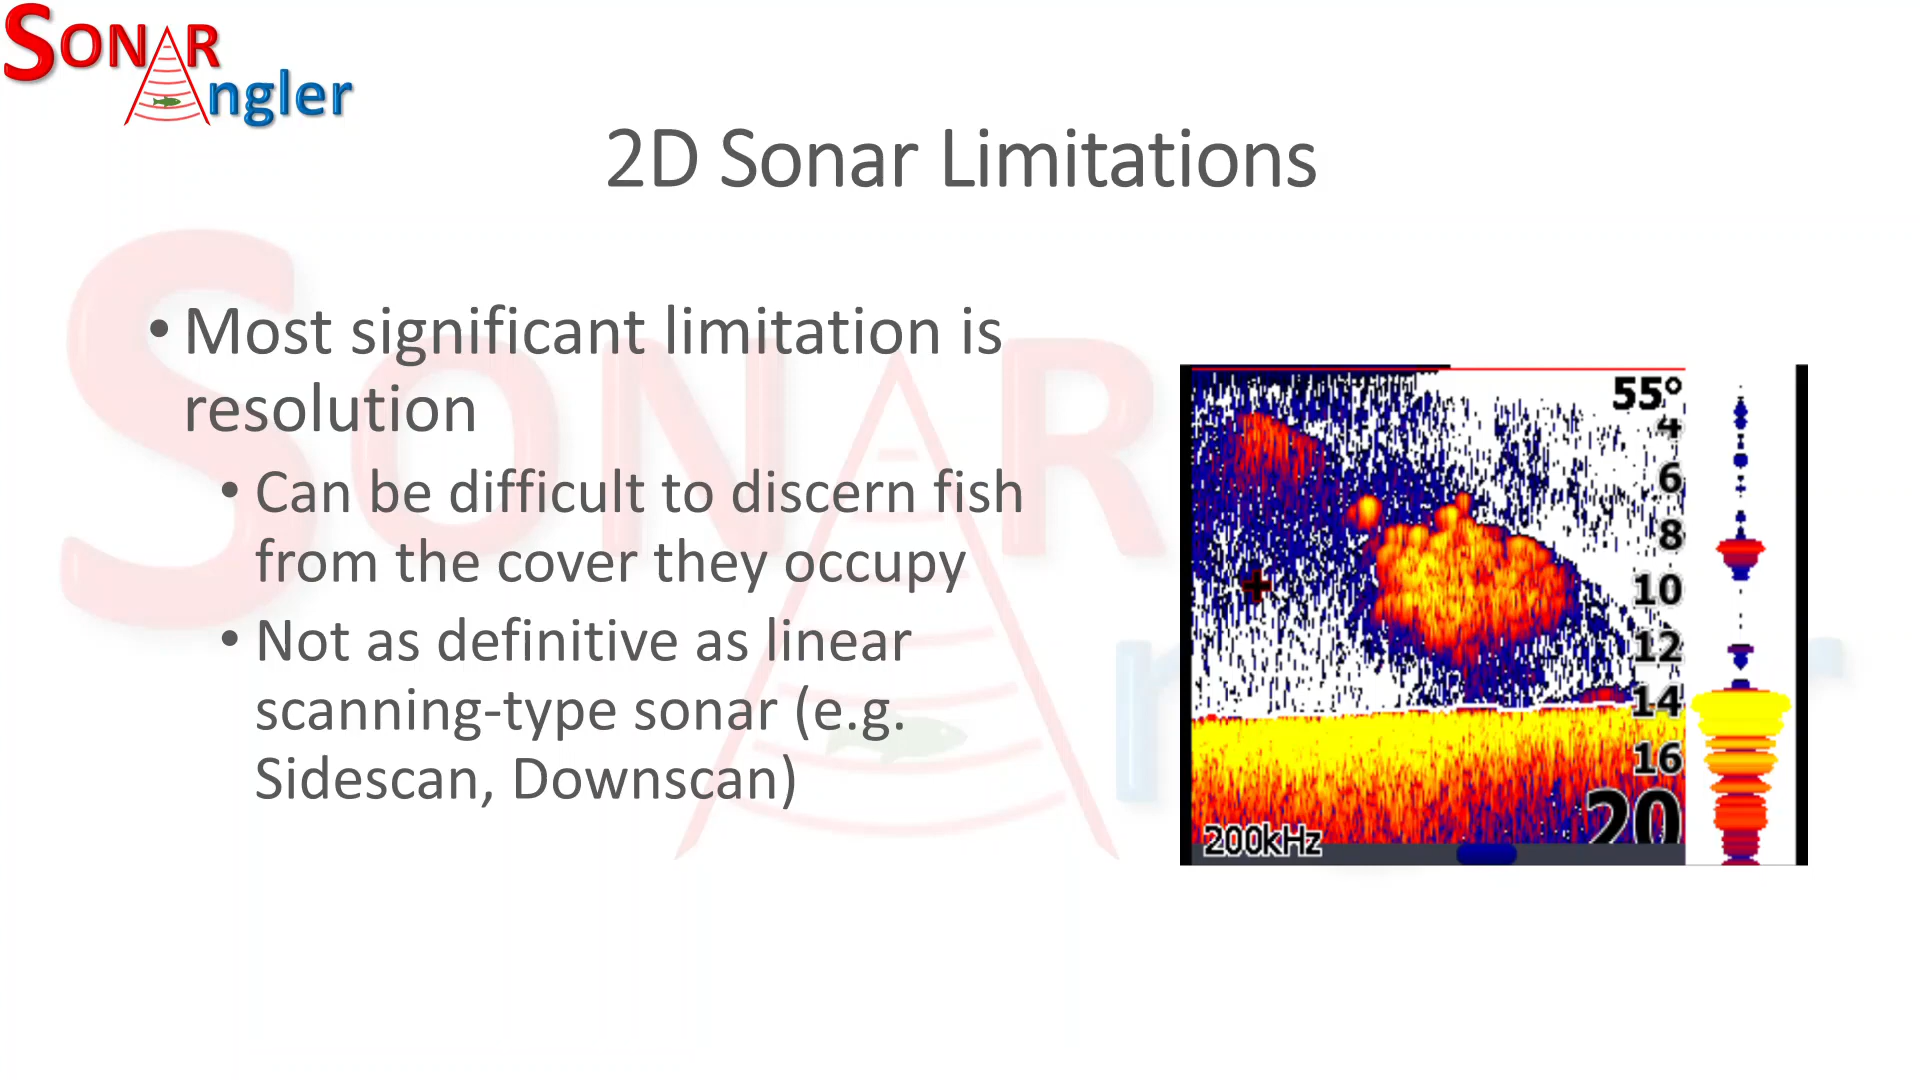 SONAR
Angler
2D Sonar Limitations
• Most significant limitation is
resolution
• Can be difficult to discern fish
from the cover they occupy
• Not as definitive as linear
scanning-type sonar (e.g.
Sidescan, Downscan)
55°
4
6
8
10
12
14
16
20
200kHz